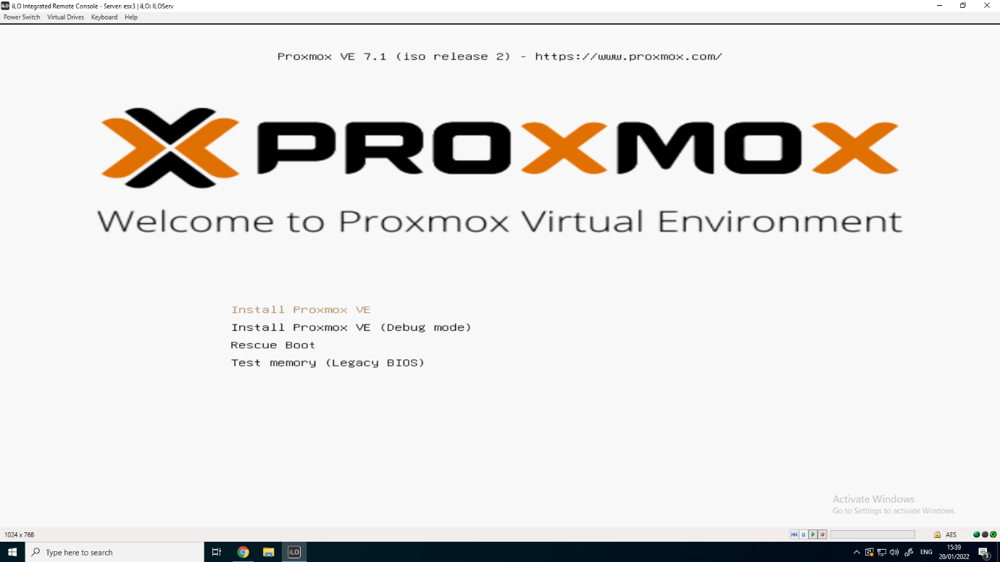 iLO iLO Integrated Remote Console - Server: esx3 | iLO: ILOServ
Power Switch Virtual Drives Keyboard Help
Proxmox VE 7.1 (iso release 2) - https://www.proxmox.com/
PROXMOX
Welcome to Proxmox Virtual Environment
Install Proxmox VE
Install Proxmox VE (Debug mode)
Rescue Boot
Test memory (Legacy BIOS)
Activate Windows
Go to Settings to activate Windows.
1024 x 768 AES
Type here to search iLO ENG 15:39
20/01/2022 3